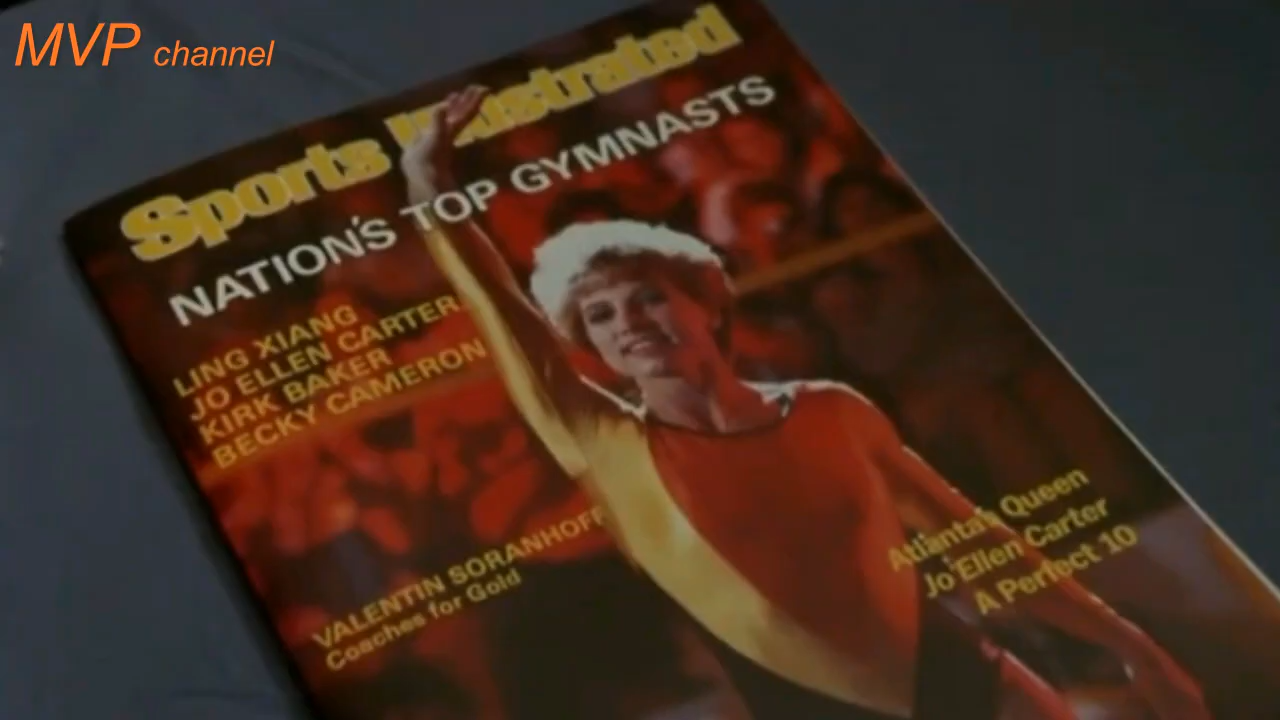 MVP channel
Sports Illustrated
NATION'S TOP GYMNASTS
LING XIANG
JO ELLEN CARTER
KIRK BAKER
BECKY CAMERON
VALENTIN SORANHOFF
Coaches for Gold
Atlanta's Queen
Jo Ellen Carter
A Perfect 10